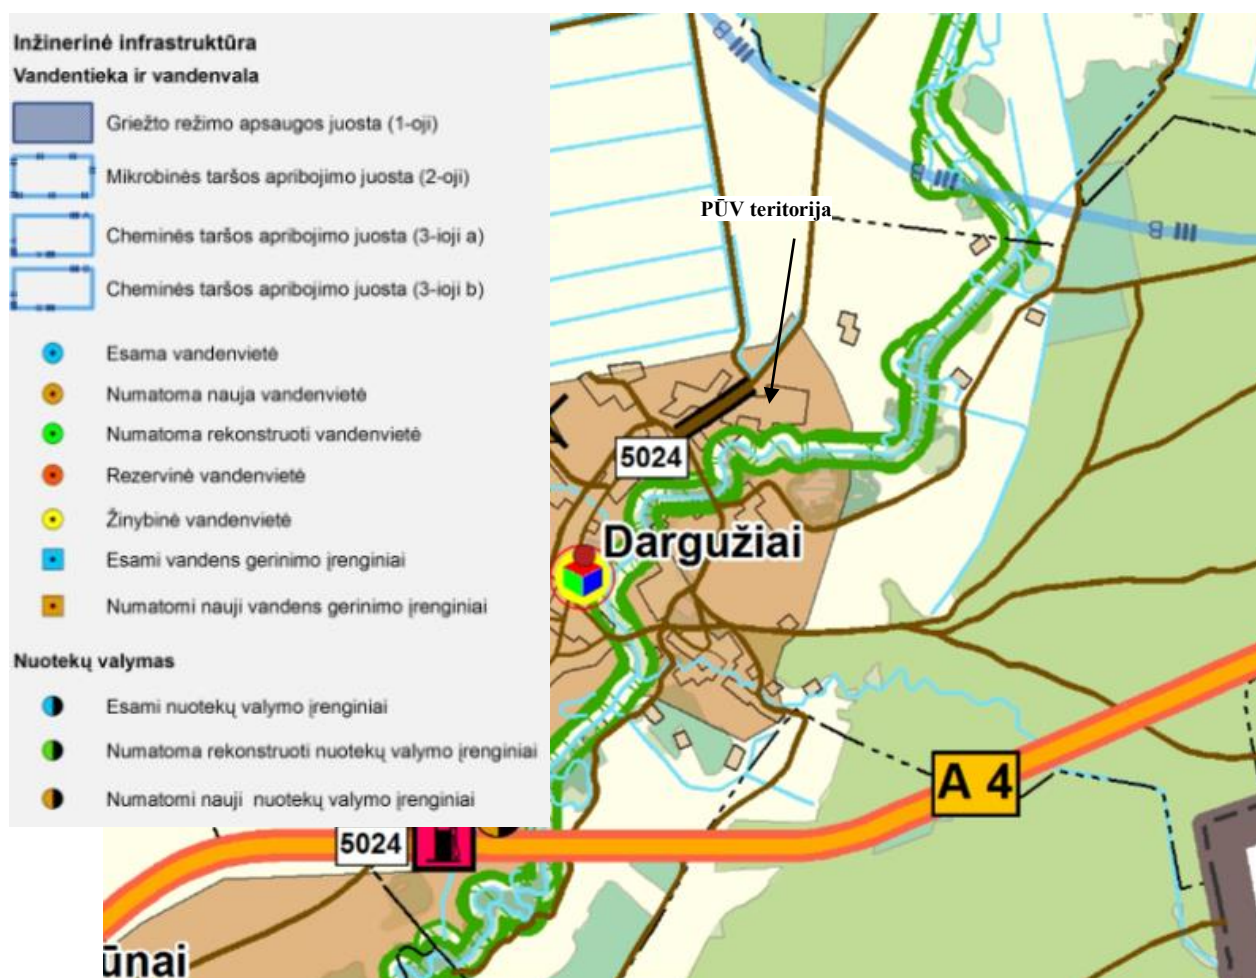 Inžinerinė infrastruktūra
Vandentieka ir vandenvala
Griežto režimo apsaugos juosta (1-oji)
Mikrobinės taršos apribojimo juosta (2-oji)
Cheminės taršos apribojimo juosta (3-ioji a)
Cheminės taršos apribojimo juosta (3-ioji b)
Esama vandenvietė
Numatoma nauja vandenvietė
Numatoma rekonstruoti vandenvietė
Rezervinė vandenvietė
Žinybinė vandenvietė
Esami vandens gerinimo įrenginiai
Numatomi nauji vandens gerinimo įrenginiai
Nuotekų valymas
Esami nuotekų valymo įrenginiai
Numatoma rekonstruoti nuotekų valymo įrenginiai
Numatomi nauji nuotekų valymo įrenginiai
PŪV teritorija
5024
Dargužiai
A 4
5024
ūnai